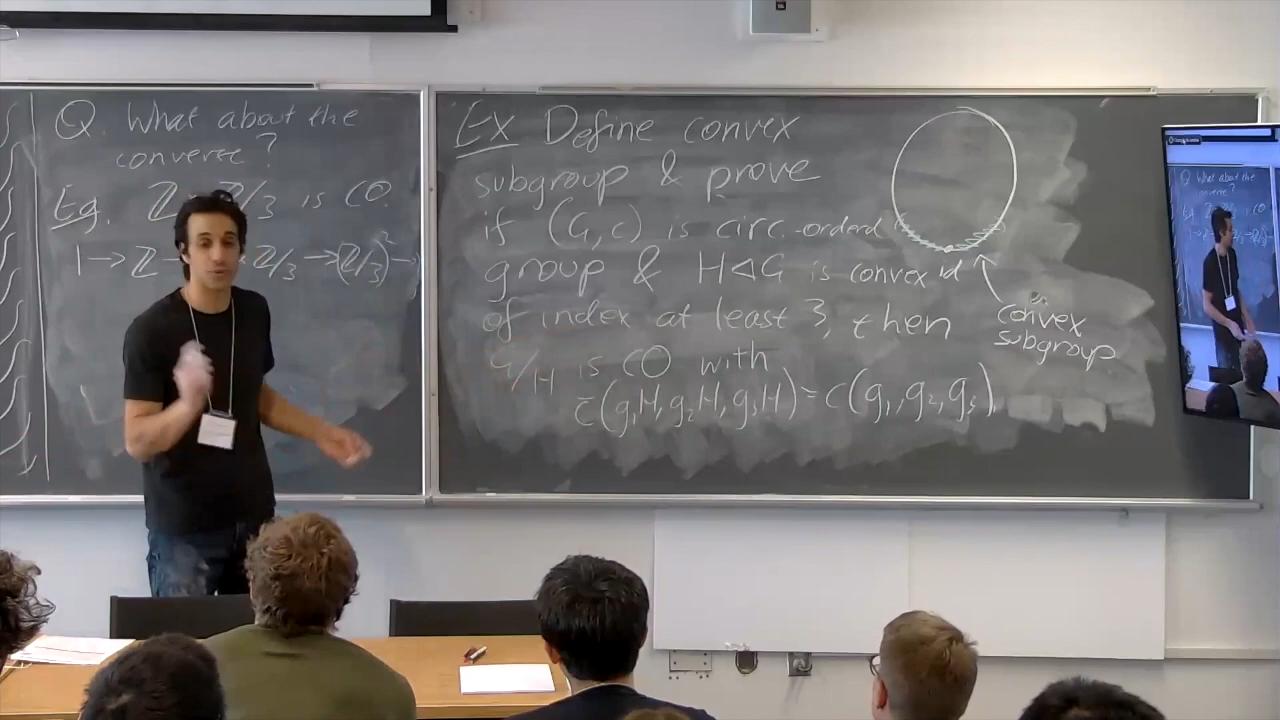 Q. What about the
converse?
Eg. ℤ ℤ/3 is CO.
1→ℤ ℤ/3→(ℤ/3)²→
Ex Define convex
subgroup & prove
if (G,c) is circ.-ordered
group & H◁G is convex
of index at least 3, then
G/H is CO with
c̄(g₁H,g₂H,g₃H)=c(g₁,g₂,g₃)
id
convex
subgroup